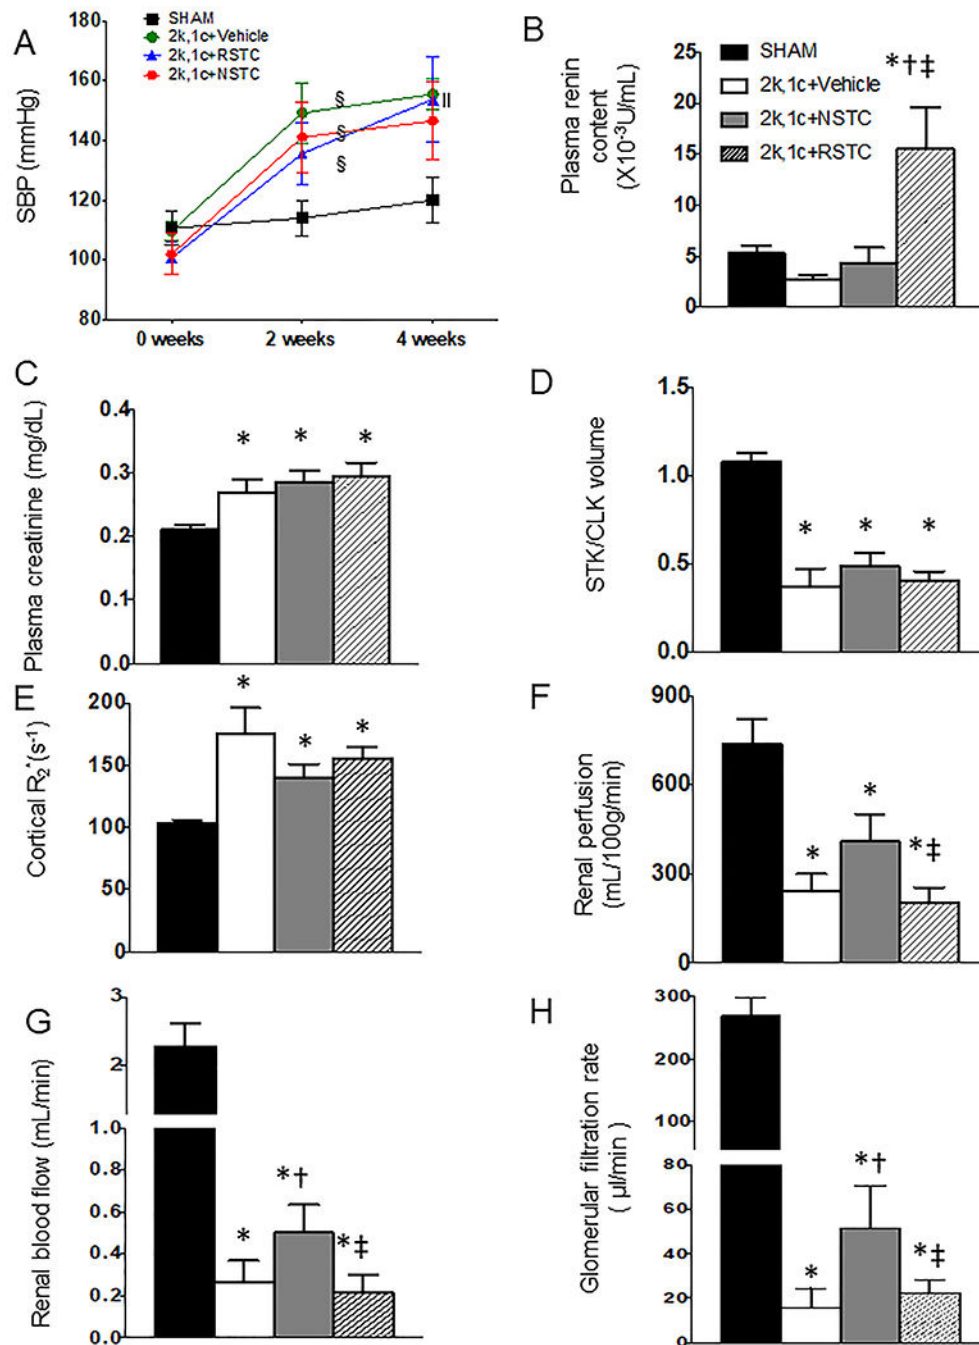 A
SHAM
2k,1c+Vehicle
2k,1c+RSTC
2k,1c+NSTC
SBP (mmHg)
180
160
140
120
100
80
§
§
§
||
0 weeks
2 weeks
4 weeks
B
Plasma renin
content
(X10⁻³U/mL)
25
20
15
10
5
0
SHAM
2k,1c+Vehicle
2k,1c+NSTC
2k,1c+RSTC
*†‡
C
Plasma creatinine (mg/dL)
0.4
0.3
0.2
0.1
0.0
*
*
*
D
STK/CLK volume
1.5
1.0
0.5
0.0
*
*
*
E
Cortical R₂*(s⁻¹)
200
150
100
50
0
*
*
*
F
Renal perfusion
(mL/100g/min)
900
600
300
0
*
*
*‡
G
Renal blood flow (mL/min)
3
2
1.0
0.8
0.6
0.4
0.2
0.0
*
*†
*‡
H
Glomerular filtration rate
( µl/min )
300
200
100
80
60
40
20
0
*
*†
*‡